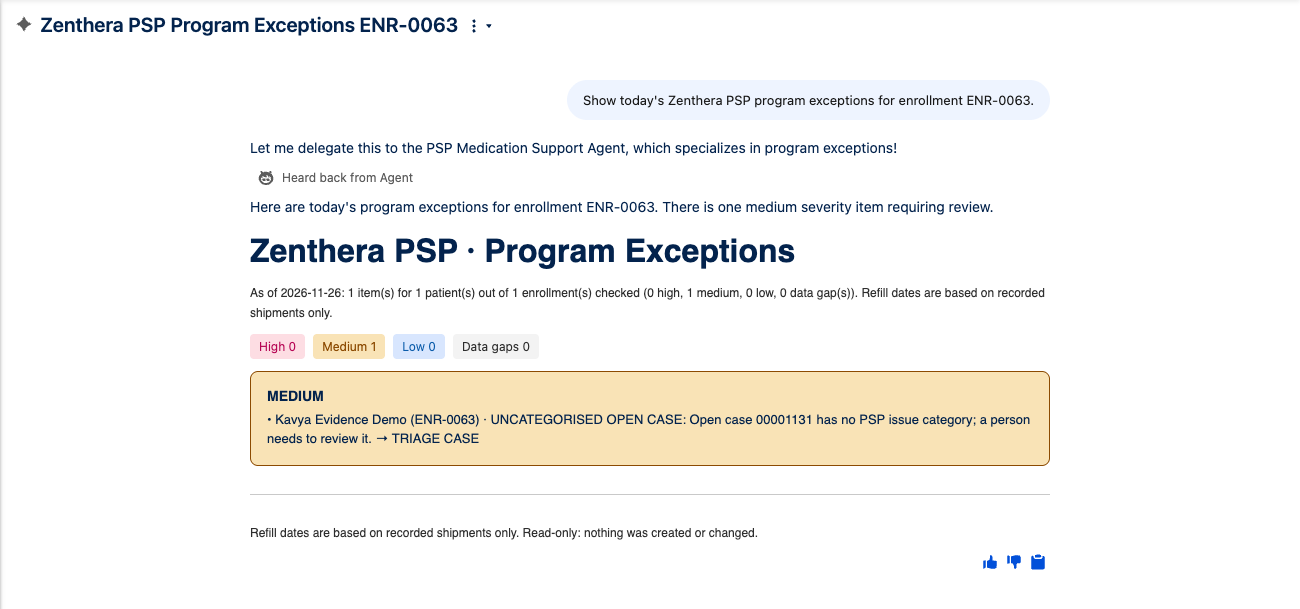 Zenthera PSP Program Exceptions ENR-0063
Show today's Zenthera PSP program exceptions for enrollment ENR-0063.
Let me delegate this to the PSP Medication Support Agent, which specializes in program exceptions!
Heard back from Agent
Here are today's program exceptions for enrollment ENR-0063. There is one medium severity item requiring review.
Zenthera PSP · Program Exceptions
As of 2026-11-26: 1 item(s) for 1 patient(s) out of 1 enrollment(s) checked (0 high, 1 medium, 0 low, 0 data gap(s)). Refill dates are based on recorded
shipments only.
High 0 Medium 1 Low 0 Data gaps 0
MEDIUM
• Kavya Evidence Demo (ENR-0063) · UNCATEGORISED OPEN CASE: Open case 00001131 has no PSP issue category; a person
needs to review it. → TRIAGE CASE
Refill dates are based on recorded shipments only. Read-only: nothing was created or changed.